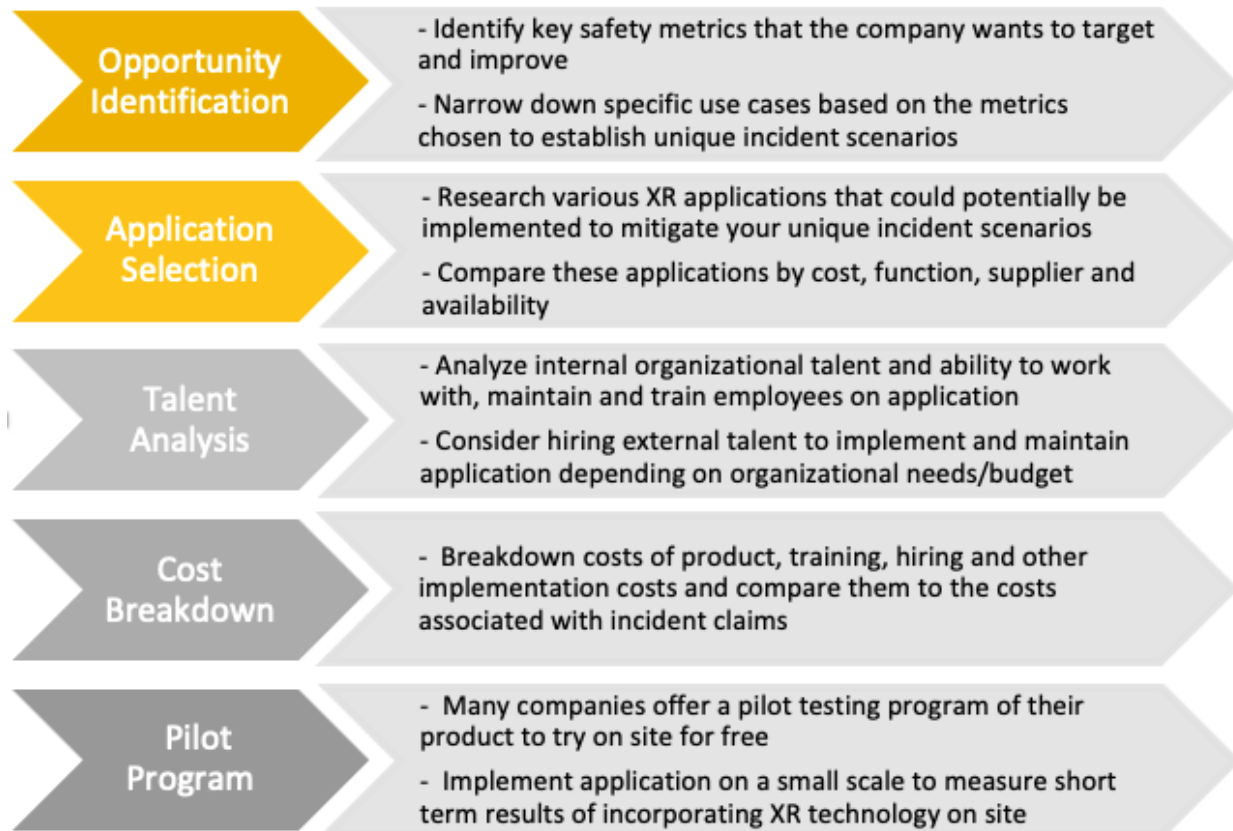 Opportunity
Identification
- Identify key safety metrics that the company wants to target
and improve
- Narrow down specific use cases based on the metrics
chosen to establish unique incident scenarios
Application
Selection
- Research various XR applications that could potentially be
implemented to mitigate your unique incident scenarios
- Compare these applications by cost, function, supplier and
availability
Talent
Analysis
- Analyze internal organizational talent and ability to work
with, maintain and train employees on application
- Consider hiring external talent to implement and maintain
application depending on organizational needs/budget
Cost
Breakdown
- Breakdown costs of product, training, hiring and other
implementation costs and compare them to the costs
associated with incident claims
Pilot
Program
- Many companies offer a pilot testing program of their
product to try on site for free
- Implement application on a small scale to measure short
term results of incorporating XR technology on site